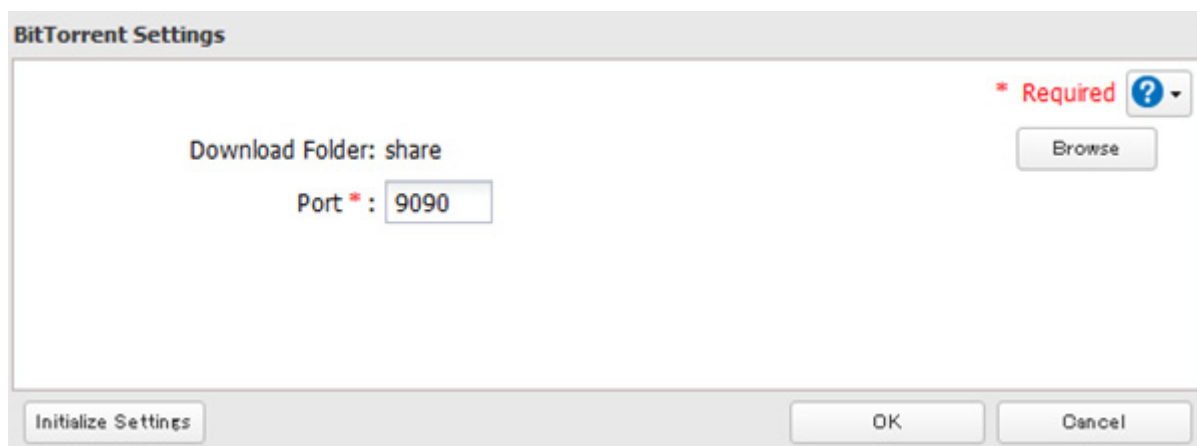 BitTorrent Settings
* Required ?
Download Folder: share
Browse
Port * : 9090
Initialize Settings
OK
Cancel